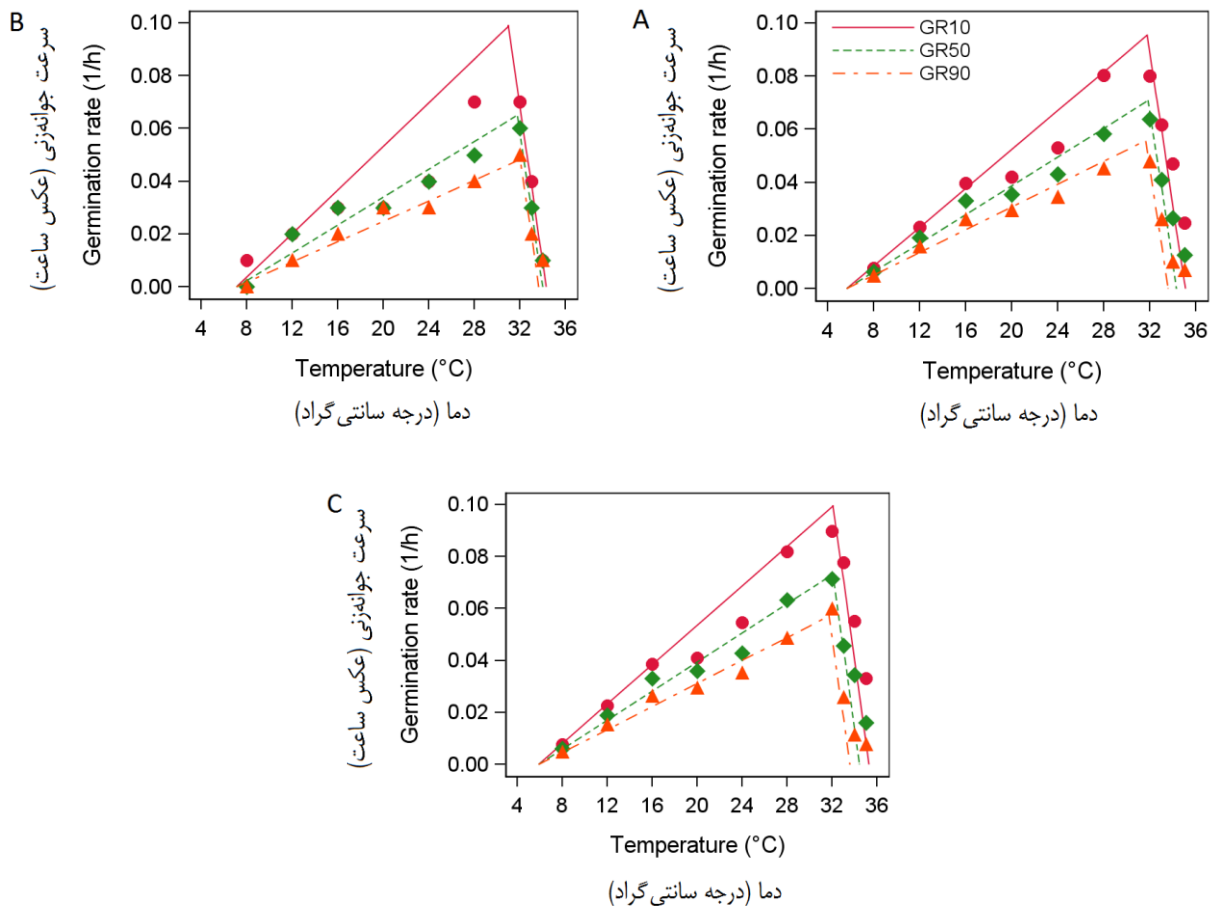 B
سرعت جوانه‌زنی (عکس ساعت)
Germination rate (1/h)
0.10
0.08
0.06
0.04
0.02
0.00
4 8 12 16 20 24 28 32 36
Temperature (°C)
دما (درجه سانتی‌گراد)
A
سرعت جوانه‌زنی (عکس ساعت)
Germination rate (1/h)
0.10
0.08
0.06
0.04
0.02
0.00
GR10
GR50
GR90
4 8 12 16 20 24 28 32 36
Temperature (°C)
دما (درجه سانتی‌گراد)
C
سرعت جوانه‌زنی (عکس ساعت)
Germination rate (1/h)
0.10
0.08
0.06
0.04
0.02
0.00
4 8 12 16 20 24 28 32 36
Temperature (°C)
دما (درجه سانتی‌گراد)